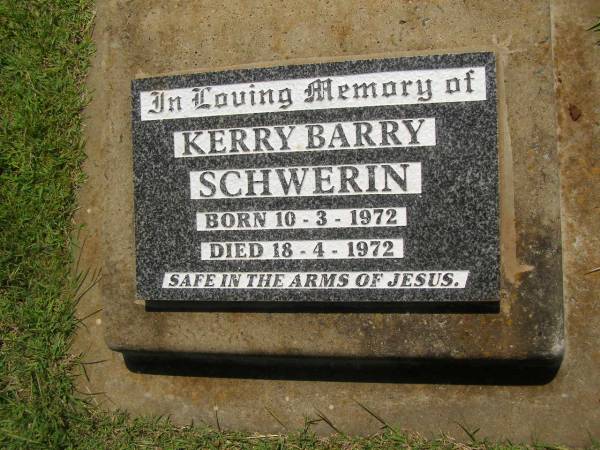 In Loving Memory of
KERRY BARRY
SCHWERIN
BORN 10 - 3 - 1972
DIED 18 - 4 - 1972
SAFE IN THE ARMS OF JESUS.